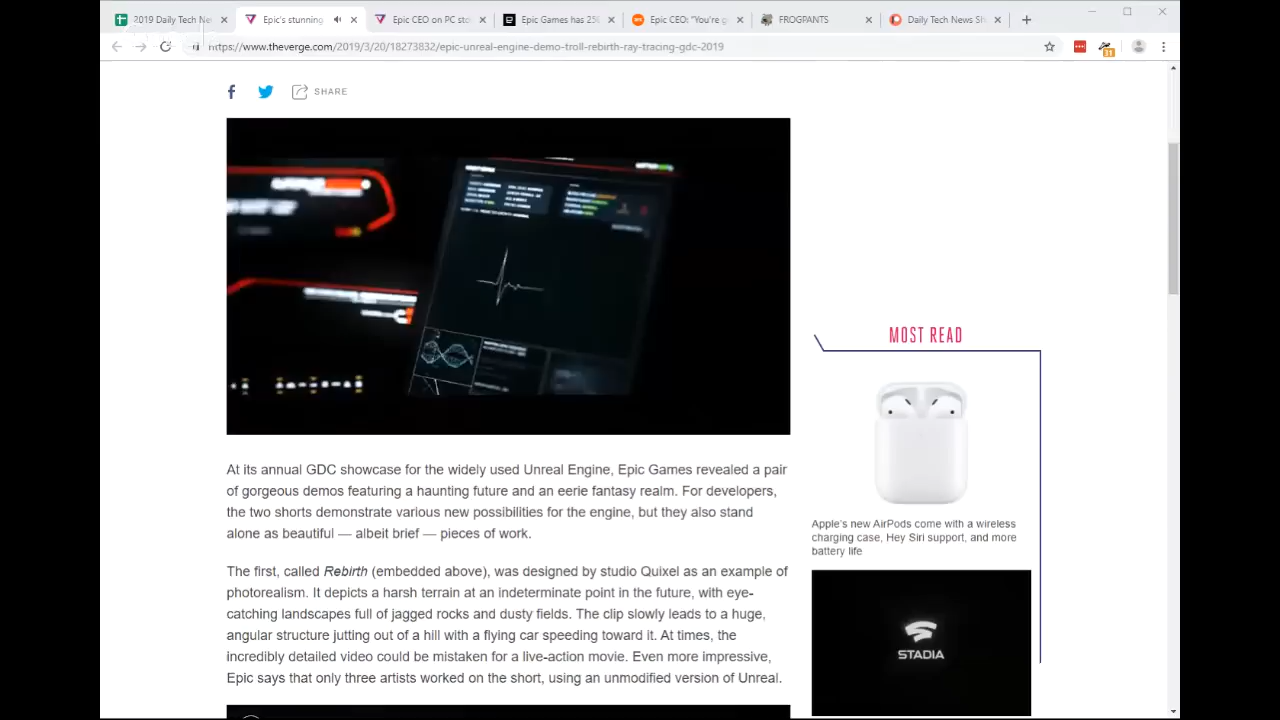 2019 Daily Tech Ne
Epic's stunning
Epic CEO on PC sto
Epic Games has 250
Epic CEO: "You're g
FROGPANTS
Daily Tech News Sh
https://www.theverge.com/2019/3/20/18273832/epic-unreal-engine-demo-troll-rebirth-ray-tracing-gdc-2019
31
SHARE
At its annual GDC showcase for the widely used Unreal Engine, Epic Games revealed a pair
of gorgeous demos featuring a haunting future and an eerie fantasy realm. For developers,
the two shorts demonstrate various new possibilities for the engine, but they also stand
alone as beautiful — albeit brief — pieces of work.
The first, called Rebirth (embedded above), was designed by studio Quixel as an example of
photorealism. It depicts a harsh terrain at an indeterminate point in the future, with eye-
catching landscapes full of jagged rocks and dusty fields. The clip slowly leads to a huge,
angular structure jutting out of a hill with a flying car speeding toward it. At times, the
incredibly detailed video could be mistaken for a live-action movie. Even more impressive,
Epic says that only three artists worked on the short, using an unmodified version of Unreal.
MOST READ
Apple's new AirPods come with a wireless
charging case, Hey Siri support, and more
battery life
STADIA